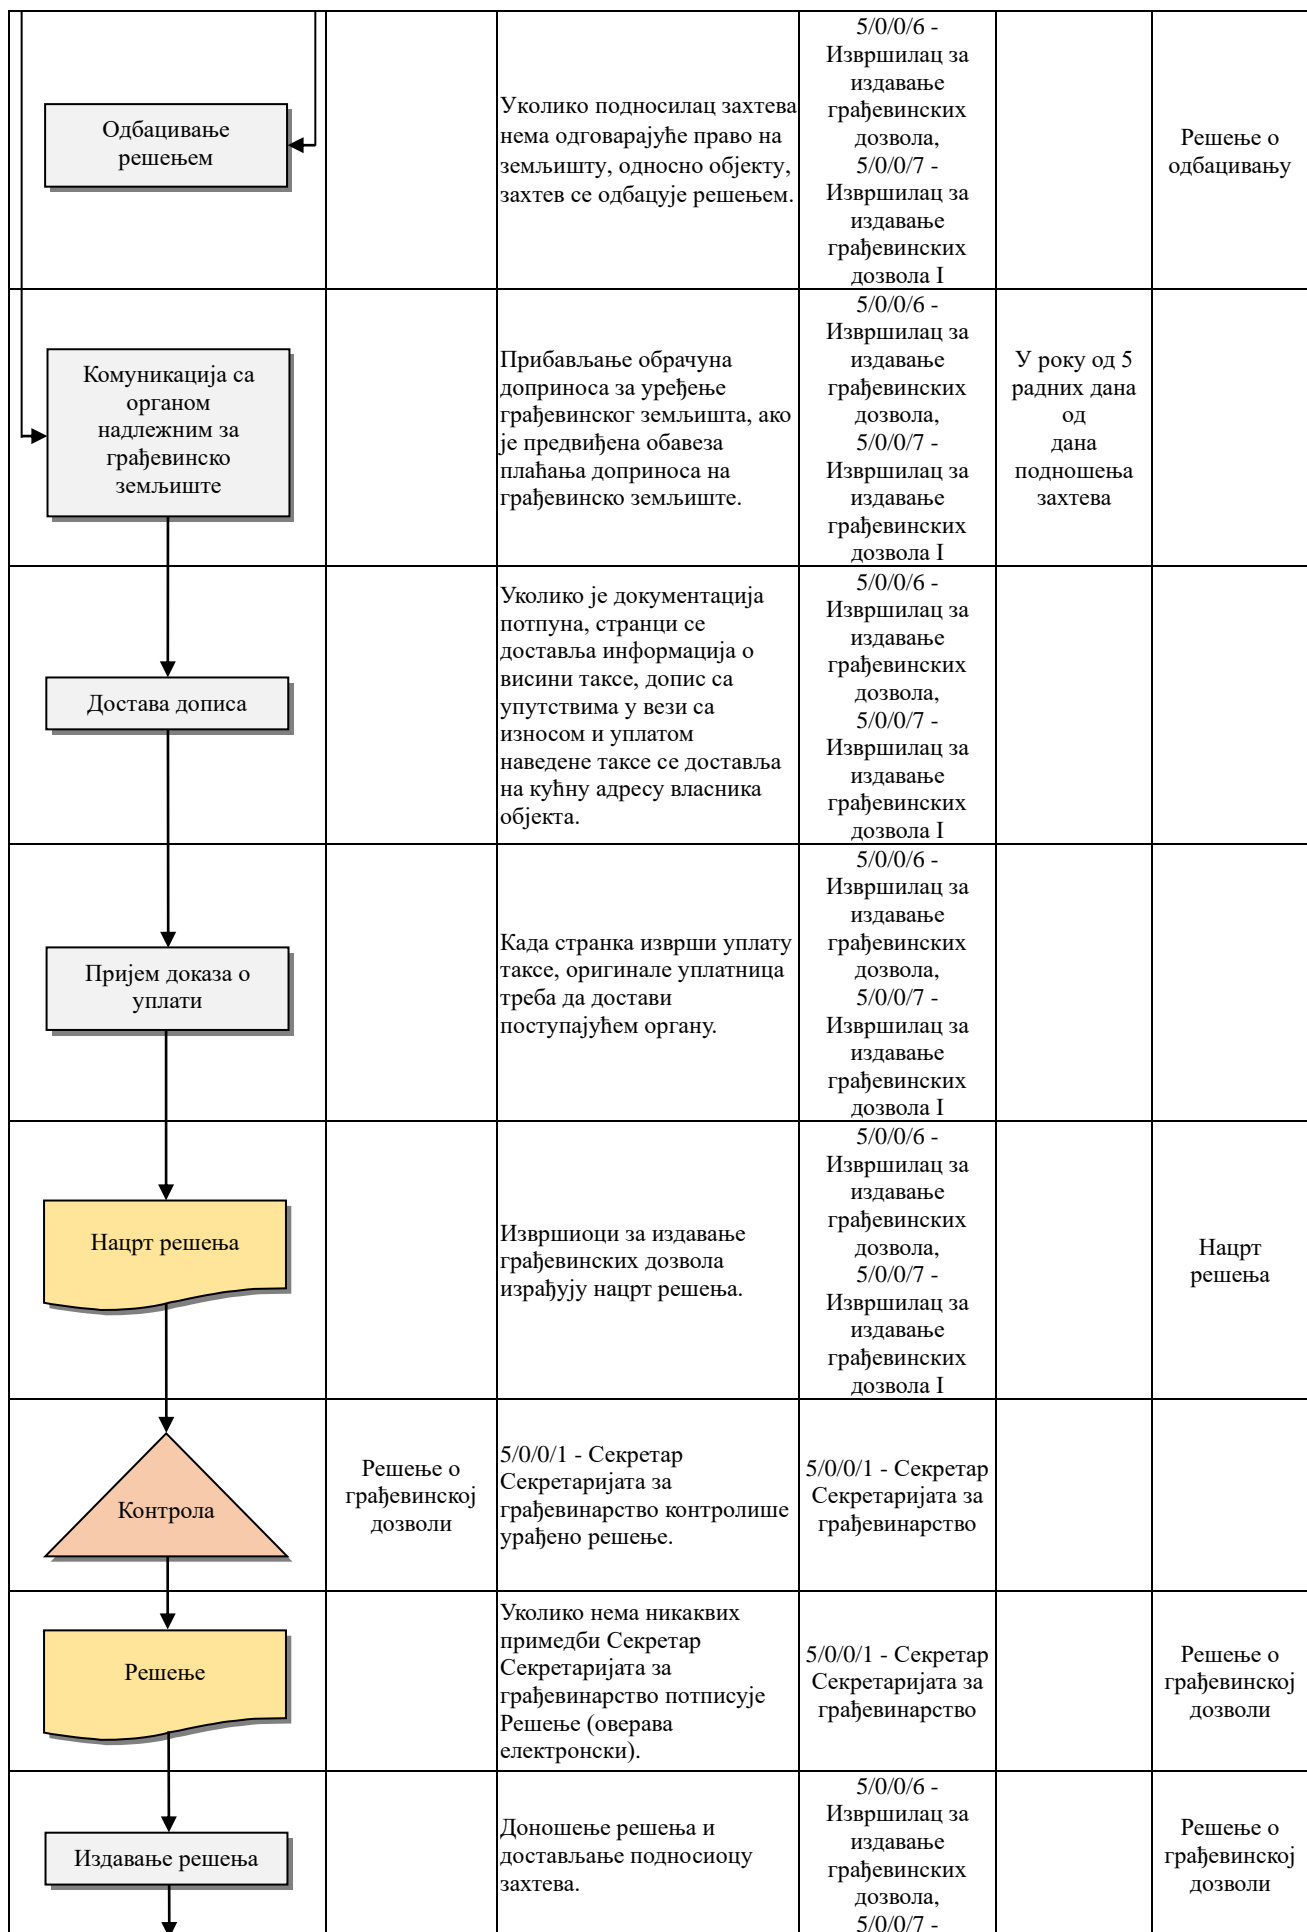 Одбацивање
решењем
Уколико подносилац захтева
нема одговарајуће право на
земљишту, односно објекту,
захтев се одбацује решењем.
5/0/0/6 -
Извршилац за
издавање
грађевинских
дозвола,
5/0/0/7 -
Извршилац за
издавање
грађевинских
дозвола I
Решење о
одбацивању
Комуникација са
органом
надлежним за
грађевинско
земљиште
Прибављање обрачуна
доприноса за уређење
грађевинског земљишта, ако
је предвиђена обавеза
плаћања доприноса на
грађевинско земљиште.
5/0/0/6 -
Извршилац за
издавање
грађевинских
дозвола,
5/0/0/7 -
Извршилац за
издавање
грађевинских
дозвола I
У року од 5
радних дана
од
дана
подношења
захтева
Достава дописа
Уколико је документација
потпуна, странци се
доставља информација о
висини таксе, допис са
упутствима у вези са
износом и уплатом
наведене таксе се доставља
на кућну адресу власника
објекта.
5/0/0/6 -
Извршилац за
издавање
грађевинских
дозвола,
5/0/0/7 -
Извршилац за
издавање
грађевинских
дозвола I
Пријем доказа о
уплати
Када странка изврши уплату
таксе, оригинале уплатница
треба да достави
поступајућем органу.
5/0/0/6 -
Извршилац за
издавање
грађевинских
дозвола,
5/0/0/7 -
Извршилац за
издавање
грађевинских
дозвола I
Нацрт решења
Извршиоци за издавање
грађевинских дозвола
израђују нацрт решења.
5/0/0/6 -
Извршилац за
издавање
грађевинских
дозвола,
5/0/0/7 -
Извршилац за
издавање
грађевинских
дозвола I
Нацрт
решења
Контрола
Решење о
грађевинској
дозволи
5/0/0/1 - Секретар
Секретаријата за
грађевинарство контролише
урађено решење.
5/0/0/1 - Секретар
Секретаријата за
грађевинарство
Решење
Уколико нема никаквих
примедби Секретар
Секретаријата за
грађевинарство потписује
Решење (оверава
електронски).
5/0/0/1 - Секретар
Секретаријата за
грађевинарство
Решење о
грађевинској
дозволи
Издавање решења
Доношење решења и
достављање подносиоцу
захтева.
5/0/0/6 -
Извршилац за
издавање
грађевинских
дозвола,
5/0/0/7 -
Решење о
грађевинској
дозволи